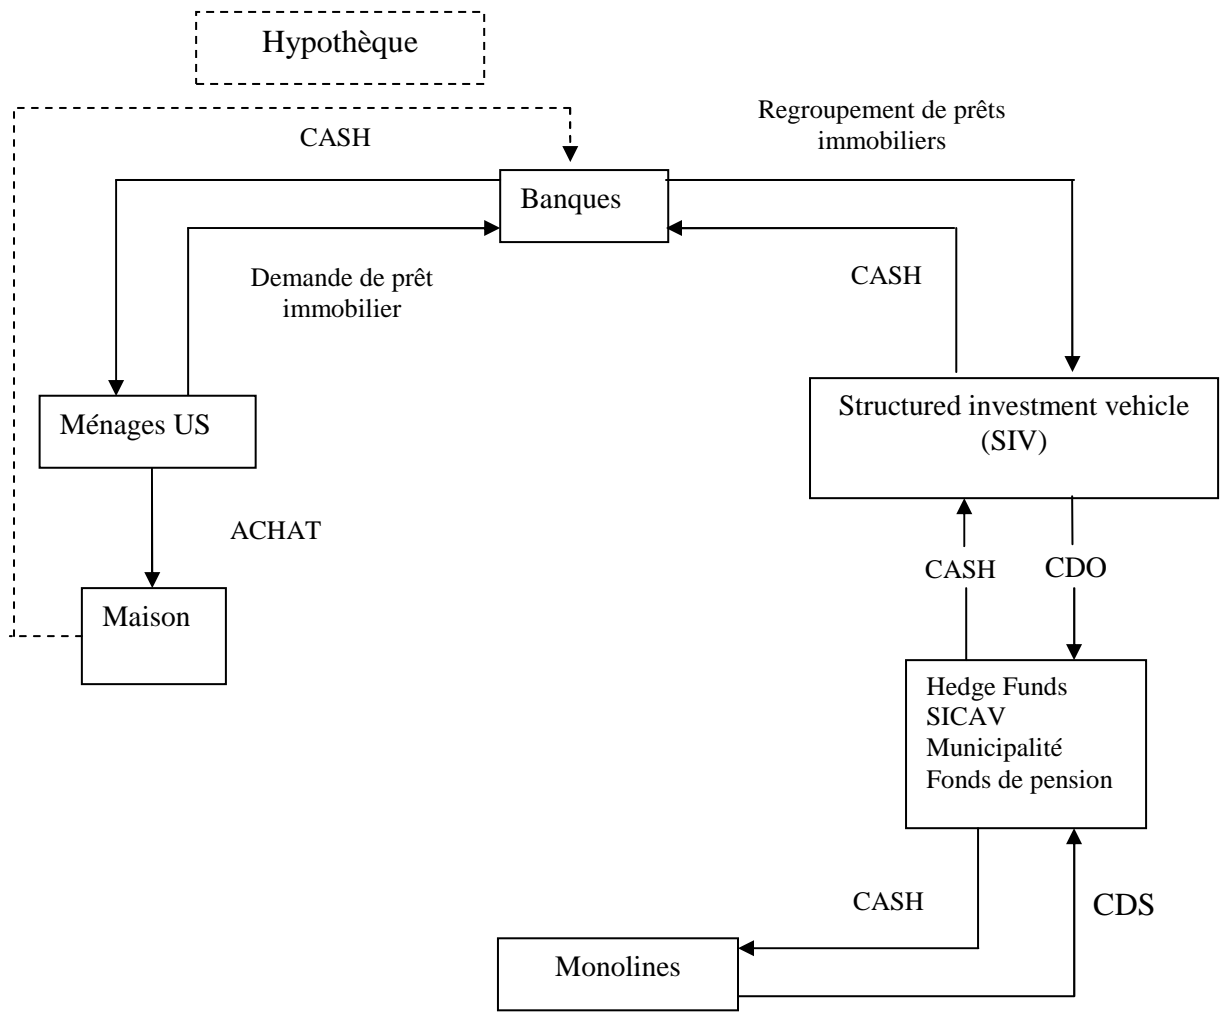 Hypothèque
Regroupement de prêts
immobiliers
CASH
Banques
Demande de prêt
immobilier
CASH
Ménages US
Structured investment vehicle
(SIV)
ACHAT
CASH
CDO
Maison
Hedge Funds
SICAV
Municipalité
Fonds de pension
CASH
CDS
Monolines